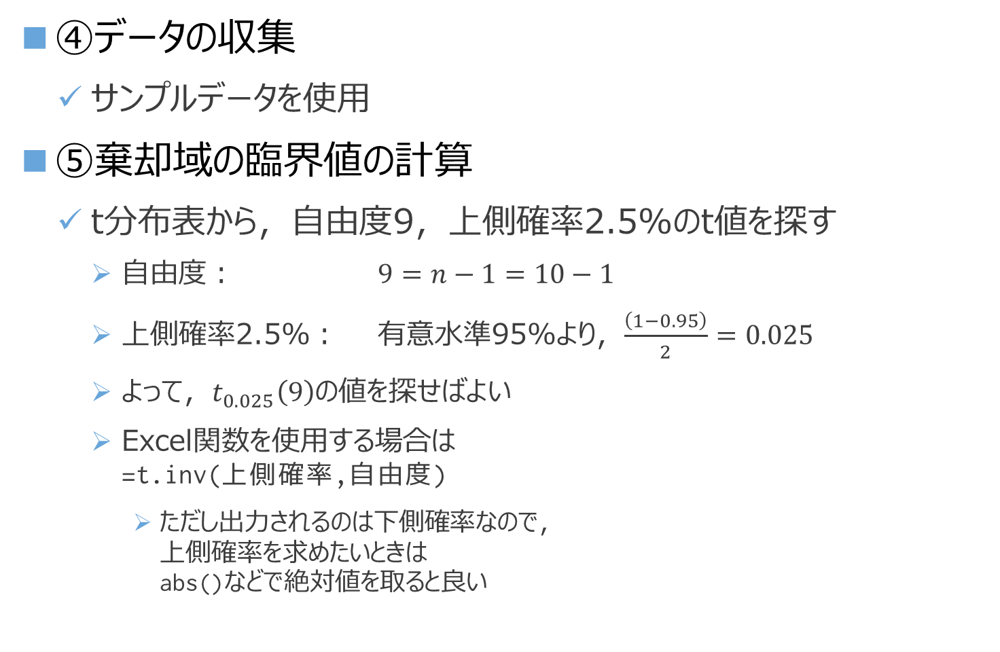 ④データの収集
サンプルデータを使用
⑤棄却域の臨界値の計算
t分布表から，自由度9，上側確率2.5%のt値を探す
自由度： 9 = n − 1 = 10 − 1
上側確率2.5%： 有意水準95%より，(1−0.95)/2 = 0.025
よって，t_{0.025}(9)の値を探せばよい
Excel関数を使用する場合は
=t.inv(上側確率,自由度)
ただし出力されるのは下側確率なので，
上側確率を求めたいときは
abs()などで絶対値を取ると良い